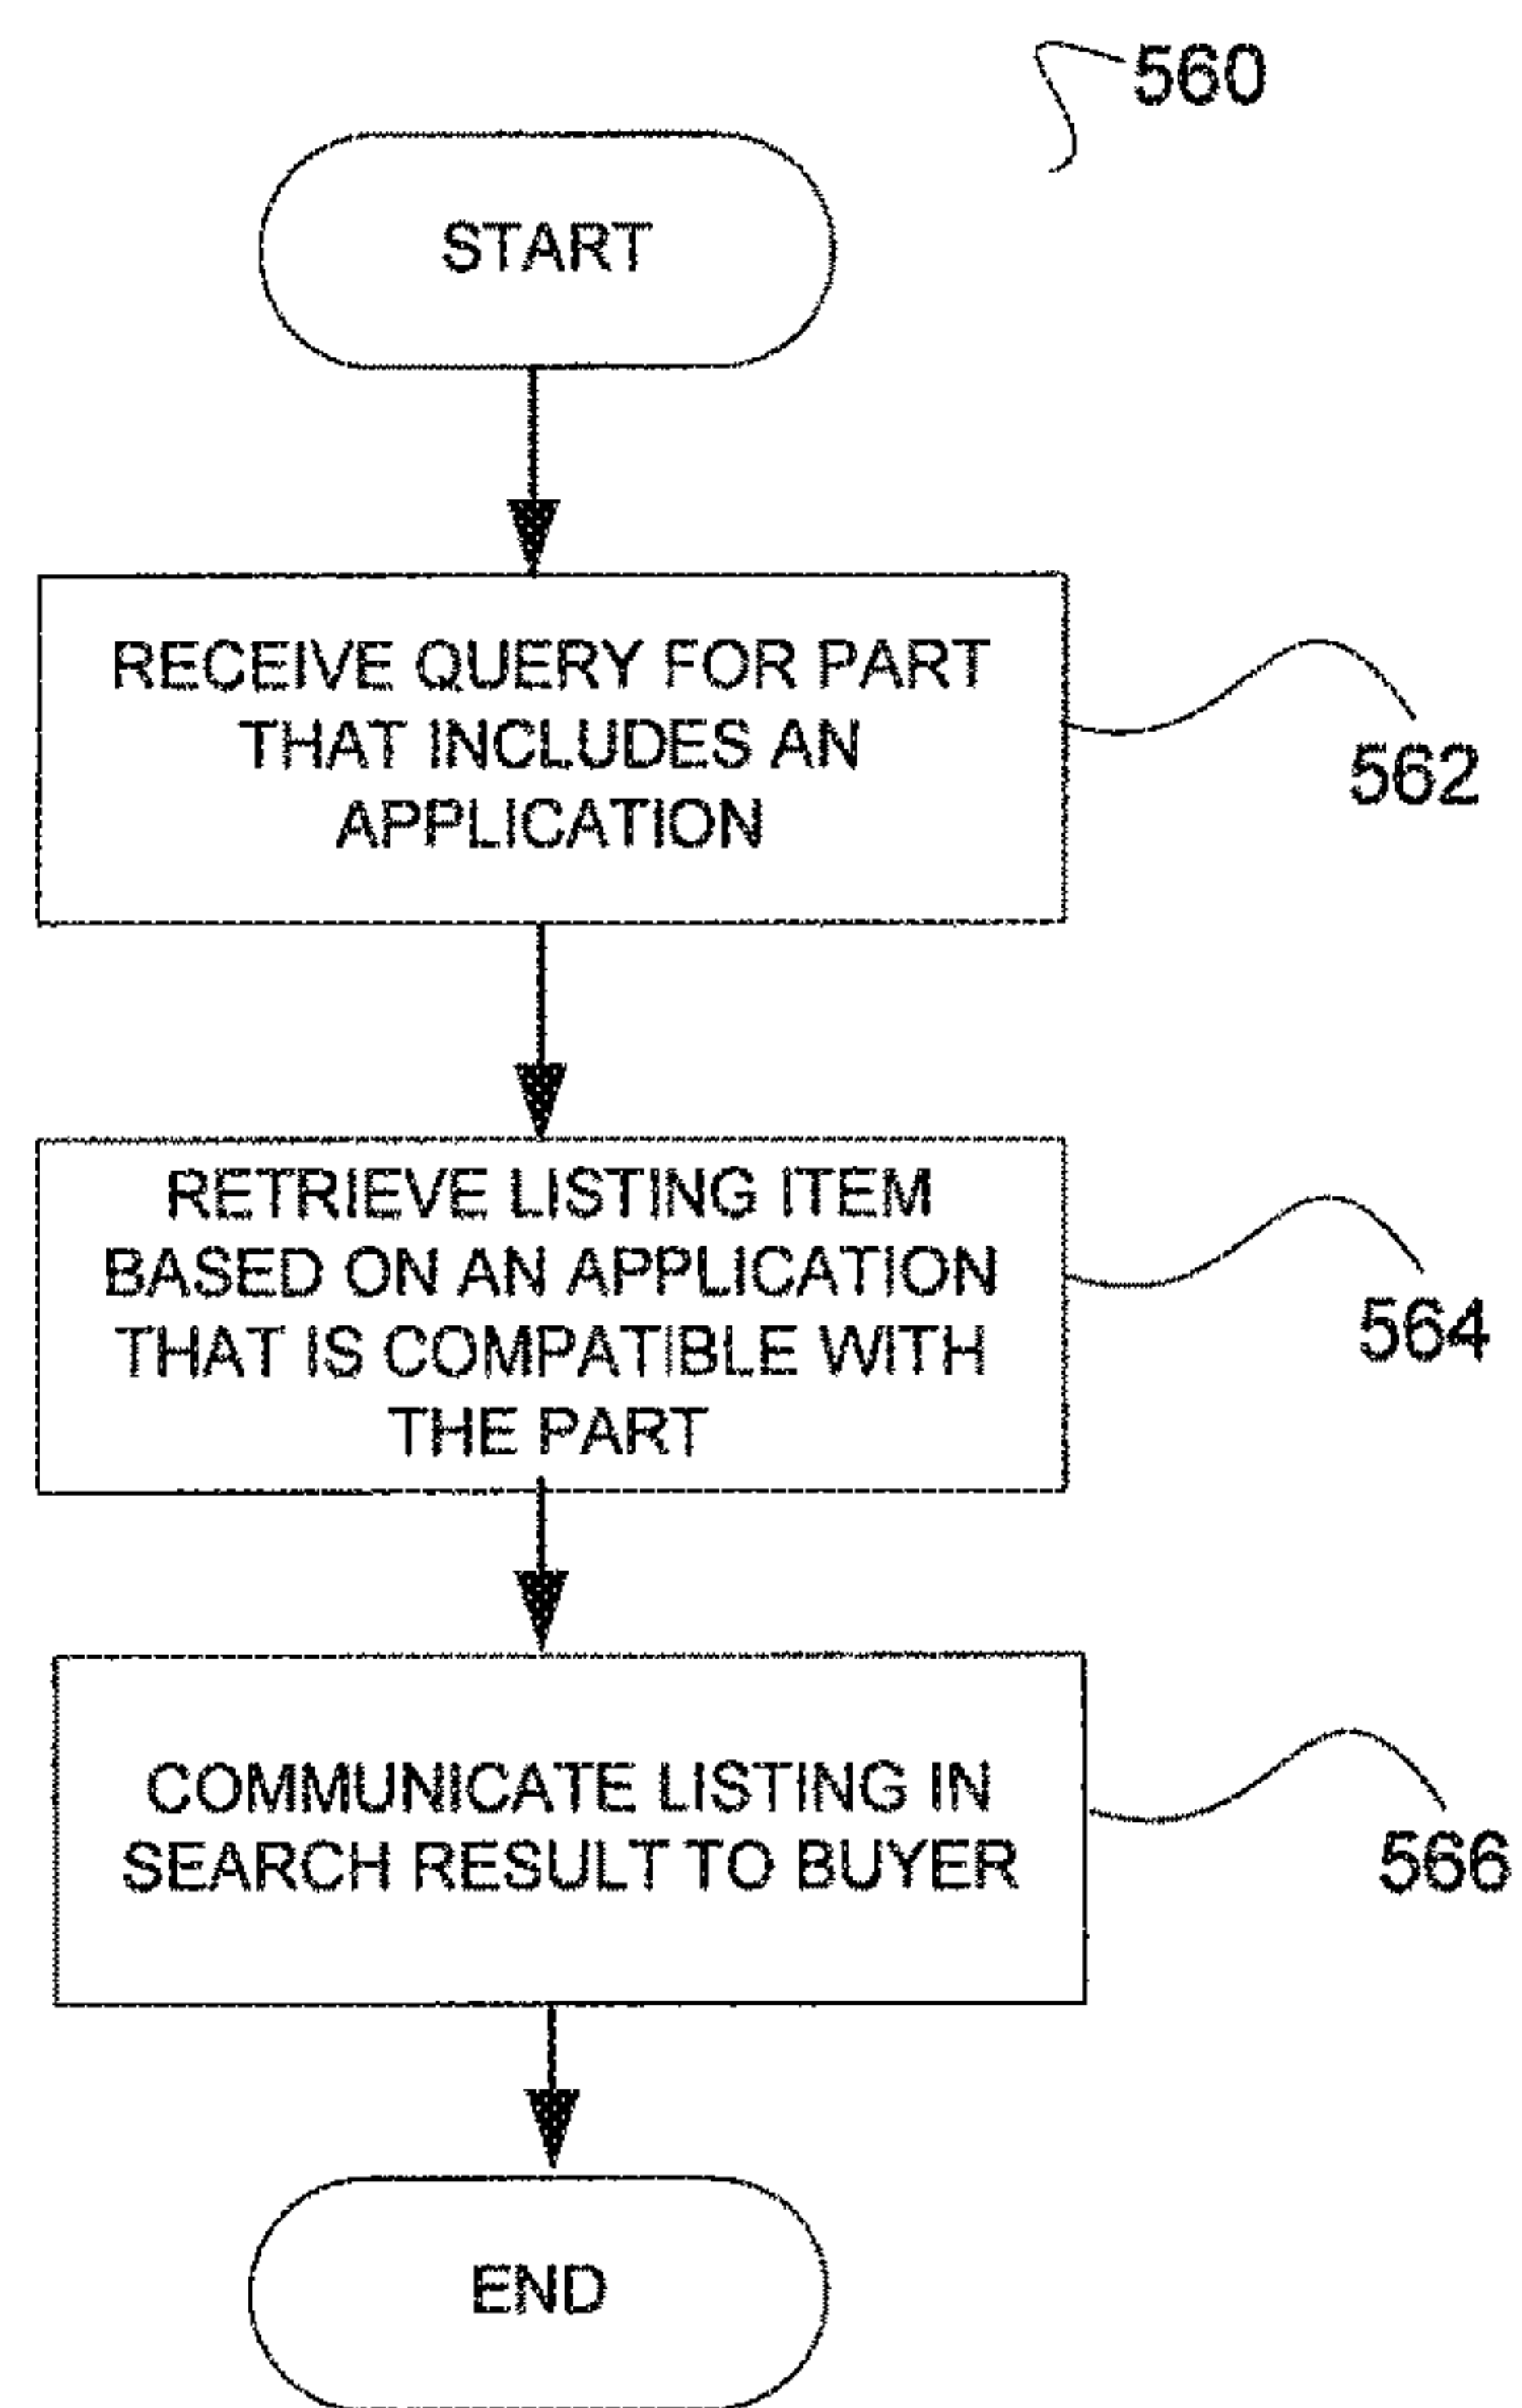 560
START
RECEIVE QUERY FOR PART
THAT INCLUDES AN
APPLICATION
562
RETRIEVE LISTING ITEM
BASED ON AN APPLICATION
THAT IS COMPATIBLE WITH
THE PART
564
COMMUNICATE LISTING IN
SEARCH RESULT TO BUYER
566
END